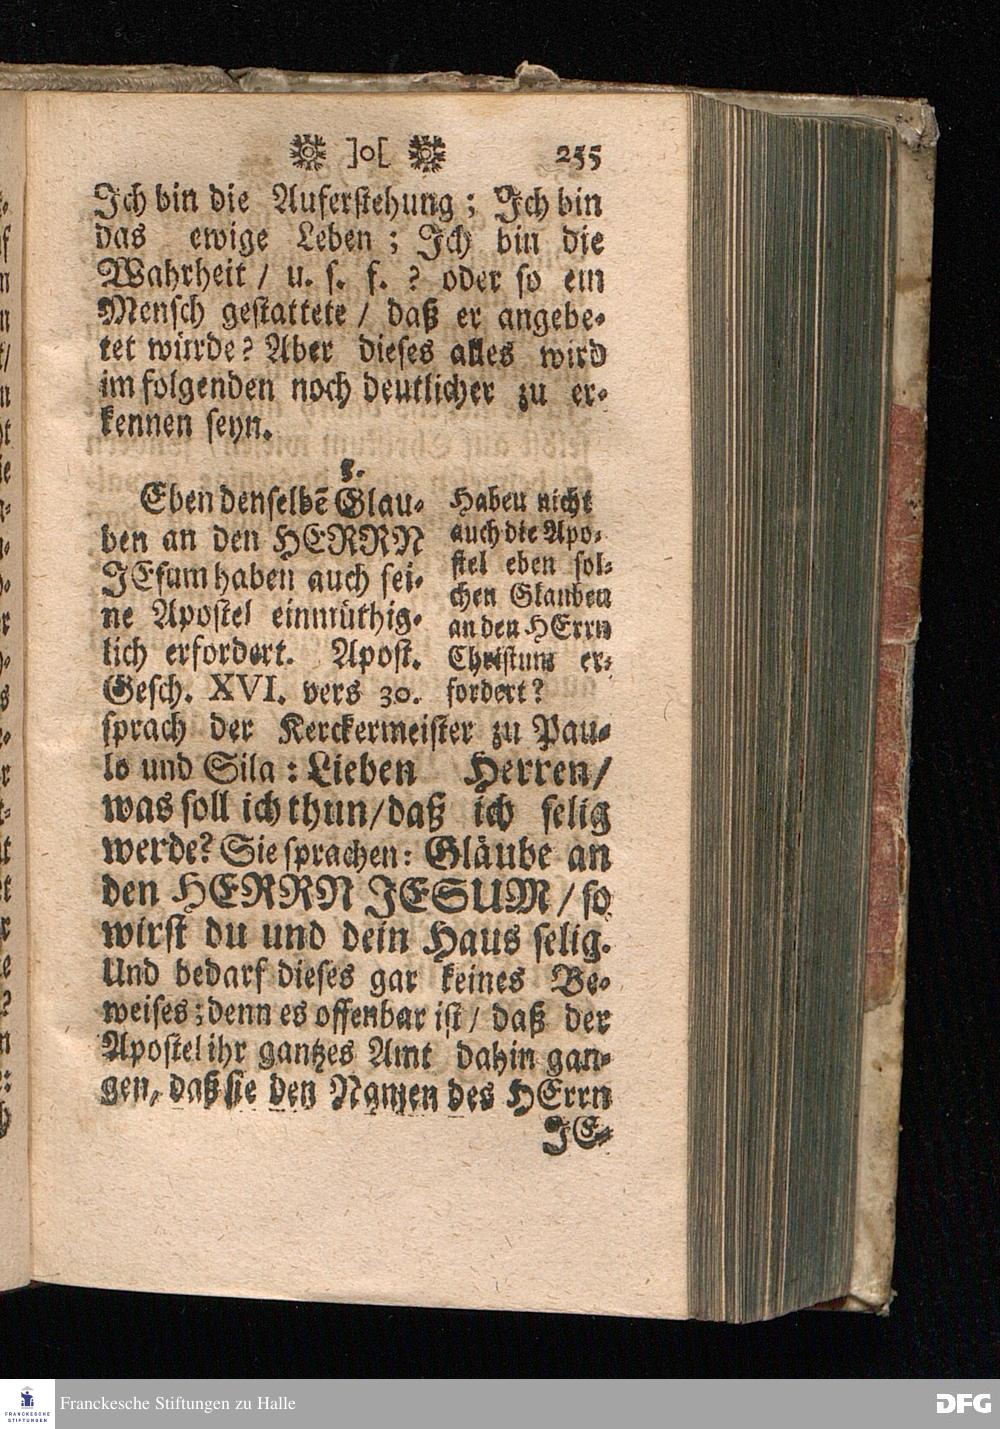 ]o[ 255
Ich bin die Auferstehung; Ich bin
das ewige Leben; Ich bin die
Wahrheit / u. s. f.? oder so ein
Mensch gestattete / daß er angebe-
tet würde? Aber dieses alles wird
im folgenden noch deutlicher zu er-
kennen seyn.
Eben denselbē Glau-
ben an den HERRN
JEsum haben auch sei-
ne Apostel einmüthig-
lich erfordert. Apost.
Gesch. XVI. vers 30.
Haben nicht
auch die Apo-
stel eben sol-
chen Glauben
an den HErrn
Christum er-
fordert?
sprach der Kerckermeister zu Pau-
lo und Sila: Lieben Herren/
was soll ich thun/daß ich selig
werde? Sie sprachen: Gläube an
den HERRN JESUM / so
wirst du und dein Haus selig.
Und bedarf dieses gar keines Be-
weises; denn es offenbar ist / daß der
Apostel ihr gantzes Amt dahin gan-
gen, daß sie den Namen des HErrn
JE-
Franckesche Stiftungen zu Halle
FRANCKESCHE
STIFTUNGEN
DFG